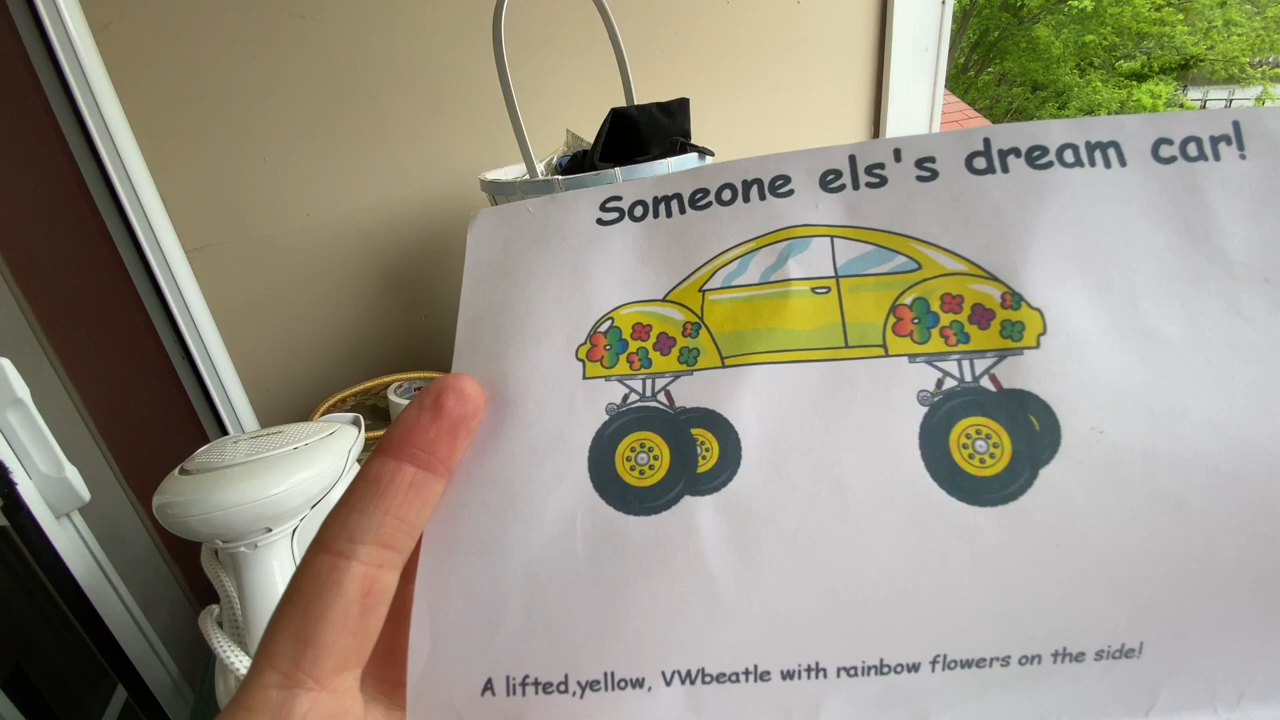 Someone els's dream car!
A lifted,yellow, VWbeatle with rainbow flowers on the side!